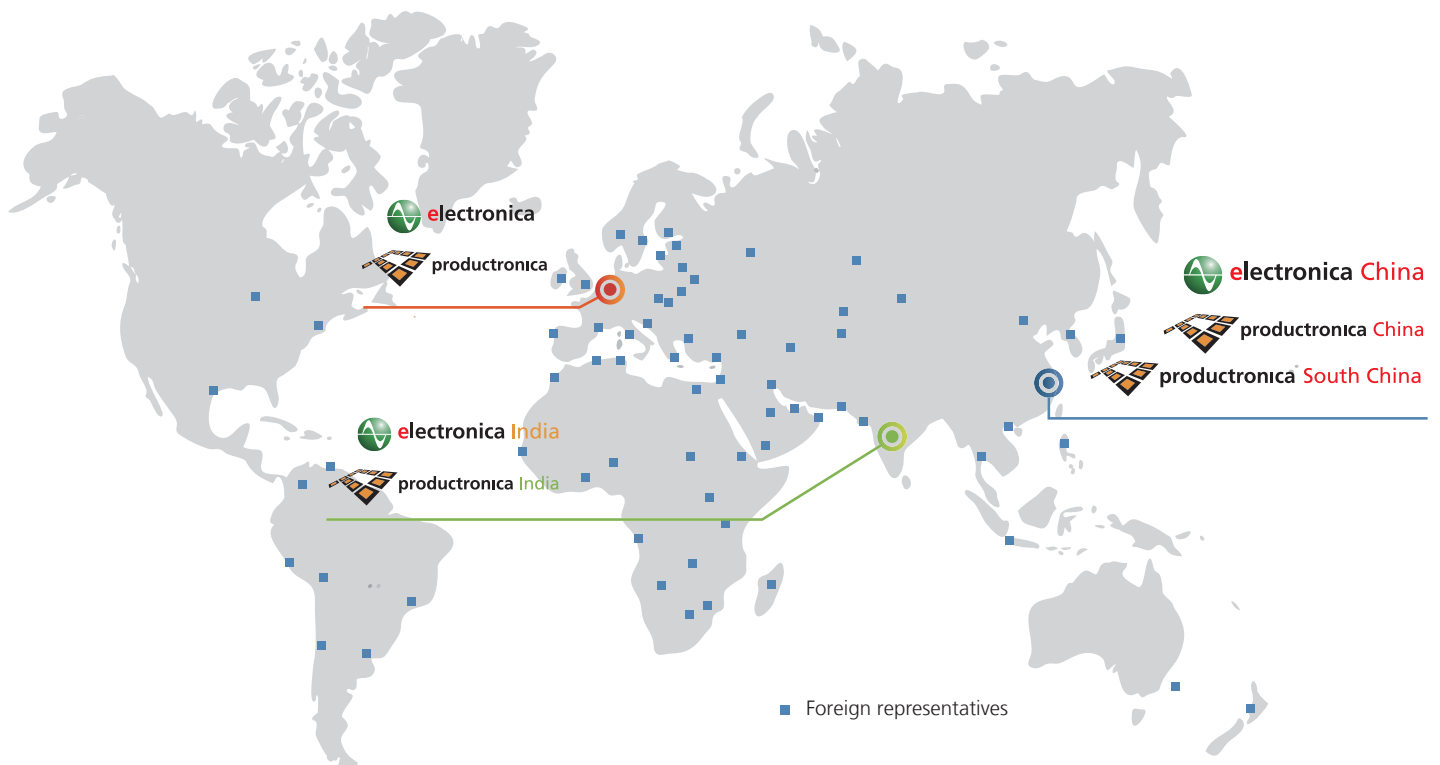 electronica
productronica
electronica China
productronica China
productronica South China
electronica India
productronica India
Foreign representatives